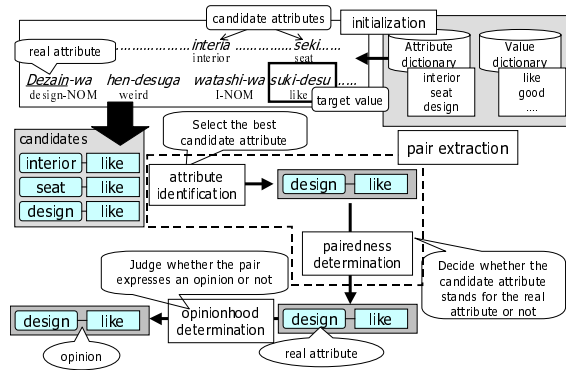 candidate attributes
initialization
real attribute
interia
seki
interior
seat
Dezain-wa hen-desuga watashi-wa suki-desu
design-NOM weird I-NOM like
target value
Attribute dictionary
interior
seat
design
Value dictionary
like
good
....
candidates
interior like
seat like
design like
Select the best
candidate attribute
pair extraction
attribute
identification
design like
pairedness
determination
Decide whether the
candidate attribute
stands for the real
attribute or not
Judge whether the pair
expresses an opinion or not
opinionhood
determination
design like
real attribute
design like
opinion